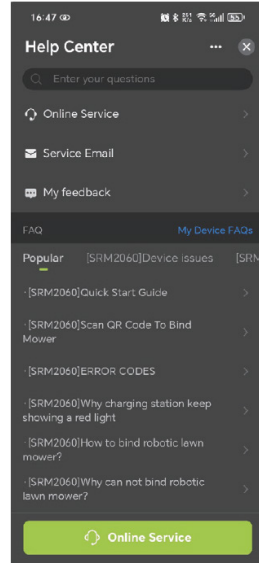 16:47
55
Help Center
Enter your questions
Online Service
Service Email
My feedback
FAQ
My Device FAQs
Popular
[SRM2060]Device issues
[SRM
·[SRM2060]Quick Start Guide
·[SRM2060]Scan QR Code To Bind
Mower
·[SRM2060]ERROR CODES
·[SRM2060]Why charging station keep
showing a red light
·[SRM2060]How to bind robotic lawn
mower?
·[SRM2060]Why can not bind robotic
lawn mower?
Online Service